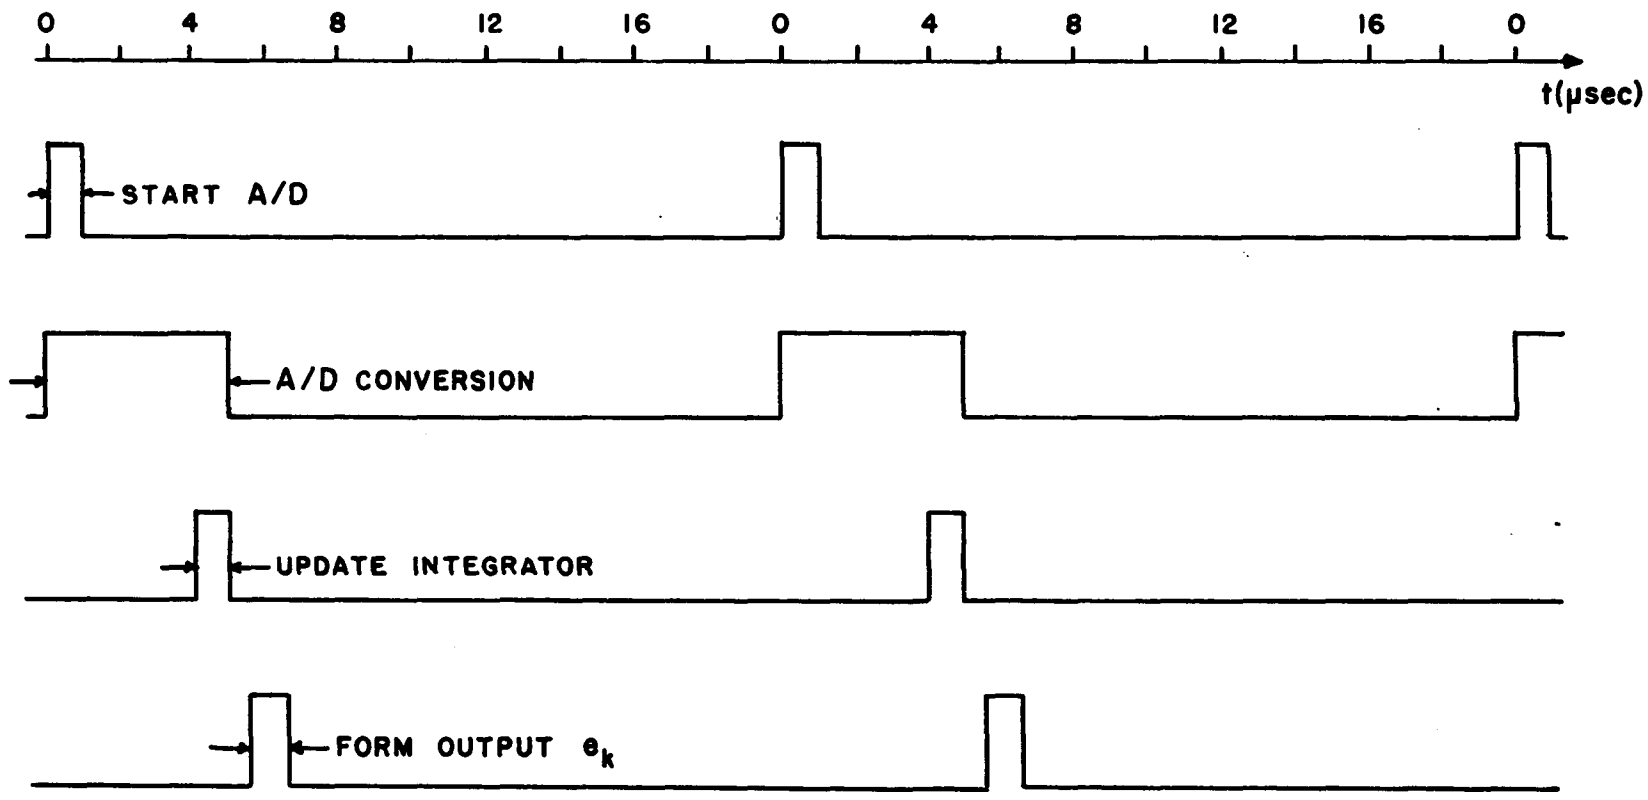 0 4 8 12 16 0 4 8 12 16 0
t(μsec)
START A/D
A/D CONVERSION
UPDATE INTEGRATOR
FORM OUTPUT e_k